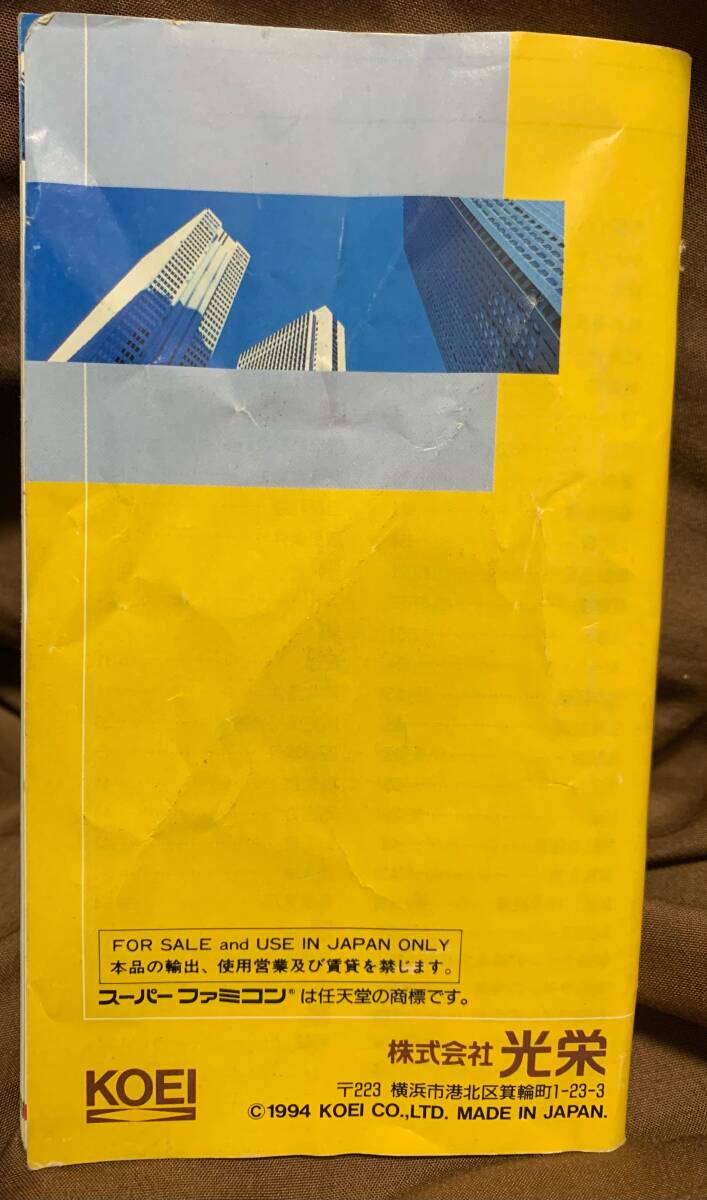 FOR SALE and USE IN JAPAN ONLY
本品の輸出、使用営業及び賃貸を禁じます。
スーパーファミコン®は任天堂の商標です。
株式会社 光栄
KOEI
〒223 横浜市港北区箕輪町1-23-3
©1994 KOEI CO.,LTD. MADE IN JAPAN.